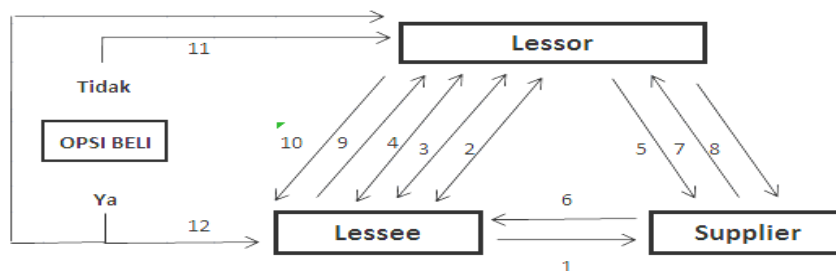 11
Lessor
Tidak
OPSI BELI
10
9
4
3
2
5
7
8
Ya
12
6
Lessee
Supplier
1